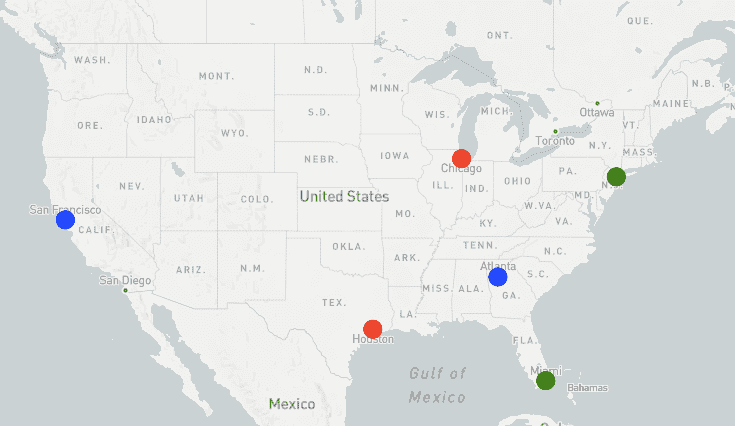 ONT.
QUE.
WASH.
MONT.
N.D.
MINN.
N.B.
MAINE
Ottawa
ORE.
IDAHO
S.D.
WIS.
MICH.
VT.
Toronto
WYO.
N.Y.
MASS.
NEBR.
IOWA
Chicago
PA.
NEV.
UTAH
COLO.
United States
ILL.
IND.
OHIO
MD.
San Francisco
CALIF.
MO.
W.VA.
KY.
VA.
OKLA.
TENN.
N.C.
ARIZ.
N.M.
ARK.
Atlanta
S.C.
San Diego
MISS.
ALA.
GA.
TEX.
LA.
Houston
FLA.
Gulf of
Mexico
Miami
Bahamas
Mexico